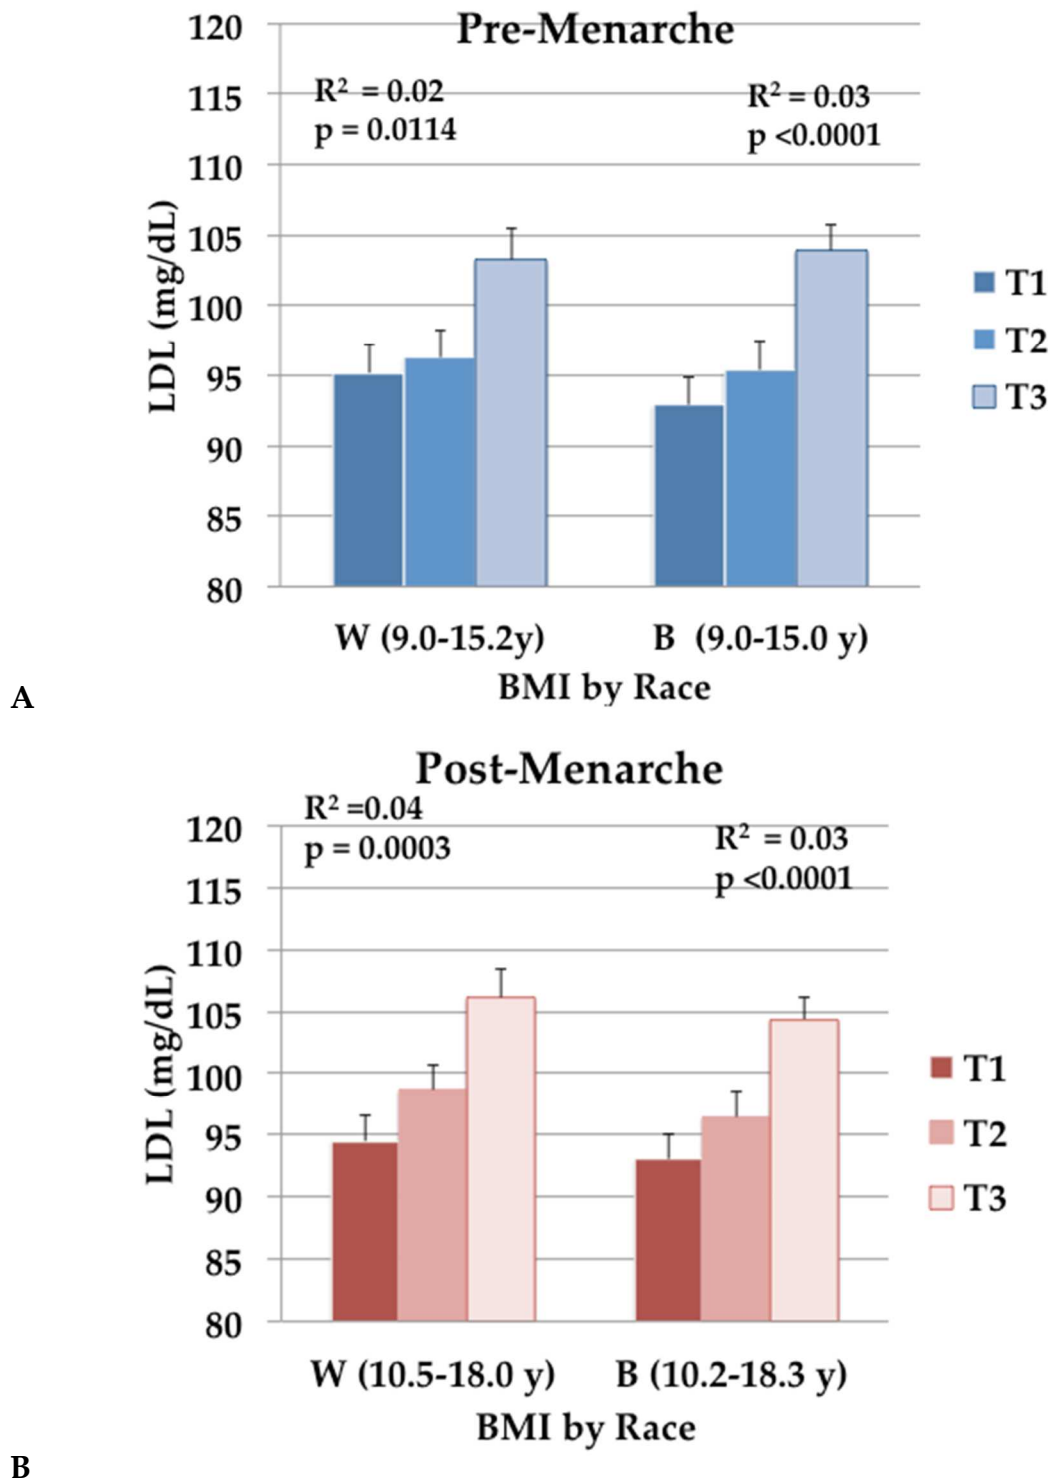 Pre-Menarche
120
115
110
105
100
95
90
85
80
LDL (mg/dL)
R² = 0.02
p = 0.0114
R² = 0.03
p <0.0001
T1
T2
T3
W (9.0-15.2y)
B (9.0-15.0 y)
BMI by Race
A
Post-Menarche
R² =0.04
p = 0.0003
R² = 0.03
p <0.0001
120
115
110
105
100
95
90
85
80
LDL (mg/dL)
T1
T2
T3
W (10.5-18.0 y)
B (10.2-18.3 y)
BMI by Race
B